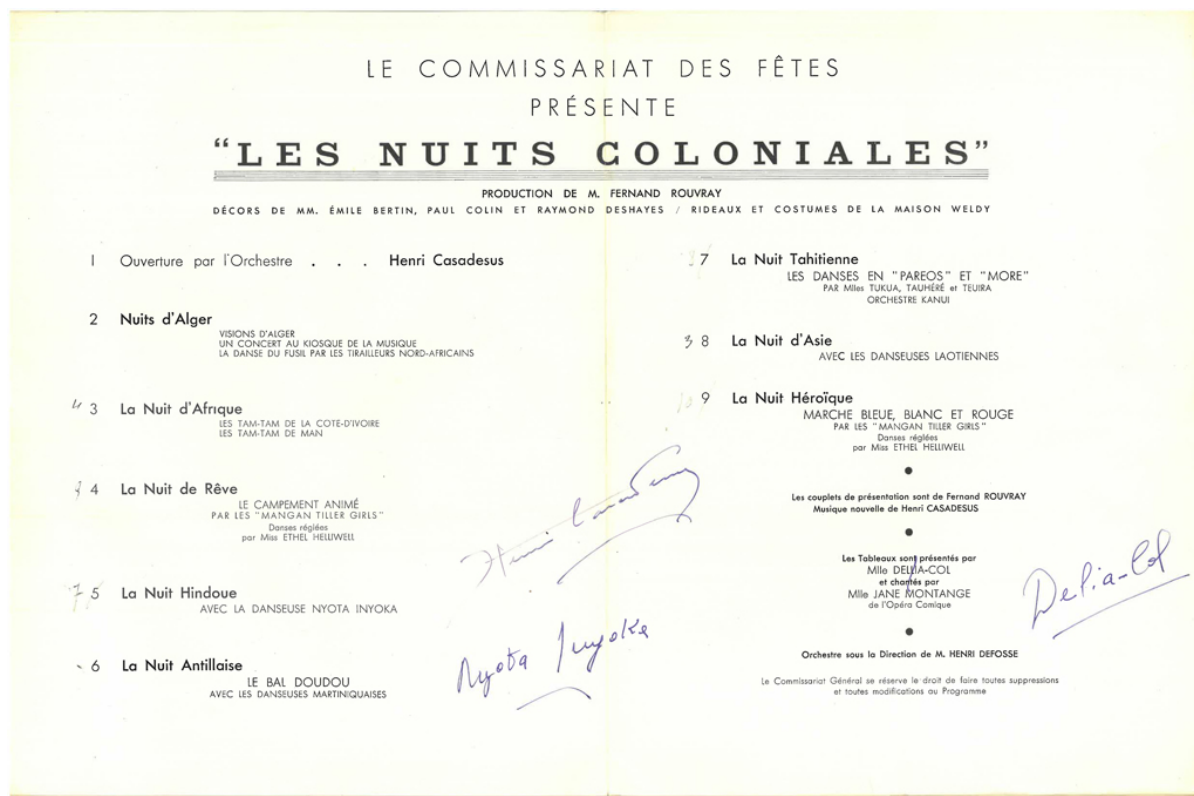 LE COMMISSARIAT DES FÊTES
PRÉSENTE
"LES NUITS COLONIALES"
PRODUCTION DE M. FERNAND ROUVRAY
DÉCORS DE MM. ÉMILE BERTIN, PAUL COLIN ET RAYMOND DESHAYES / RIDEAUX ET COSTUMES DE LA MAISON WELDY
1 Ouverture par l'Orchestre . . . Henri Casadesus
2 Nuits d'Alger
VISIONS D'ALGER
UN CONCERT AU KIOSQUE DE LA MUSIQUE
LA DANSE DU FUSIL PAR LES TIRAILLEURS NORD-AFRICAINS
4 3 La Nuit d'Afrique
LES TAM-TAM DE LA COTE-D'IVOIRE
LES TAM-TAM DE MAN
4 La Nuit de Rêve
LE CAMPEMENT ANIMÉ
PAR LES "MANGAN TILLER GIRLS"
Danses réglées
par Miss ETHEL HELLIWELL
7 5 La Nuit Hindoue
AVEC LA DANSEUSE NYOTA INYOKA
6 La Nuit Antillaise
LE BAL DOUDOU
AVEC LES DANSEUSES MARTINIQUAISES
Henri Casadesus
Nyota Inyoka
7 La Nuit Tahitienne
LES DANSES EN "PAREOS" ET "MORE"
PAR Mlles TUKUA, TAUHÉRÉ et TEUIRA
ORCHESTRE KANUI
3 8 La Nuit d'Asie
AVEC LES DANSEUSES LAOTIENNES
10 9 La Nuit Héroïque
MARCHE BLEUE, BLANC ET ROUGE
PAR LES "MANGAN TILLER GIRLS"
Danses réglées
par Miss ETHEL HELLIWELL
Les couplets de présentation sont de Fernand ROUVRAY
Musique nouvelle de Henri CASADESUS
Les Tableaux sont présentés par
Mlle DELIA-COL
et chantés par
Mlle JANE MONTANGE
de l'Opéra Comique
Delia-Col
Orchestre sous la Direction de M. HENRI DEFOSSE
Le Commissariat Général se réserve le droit de faire toutes suppressions
et toutes modifications au Programme